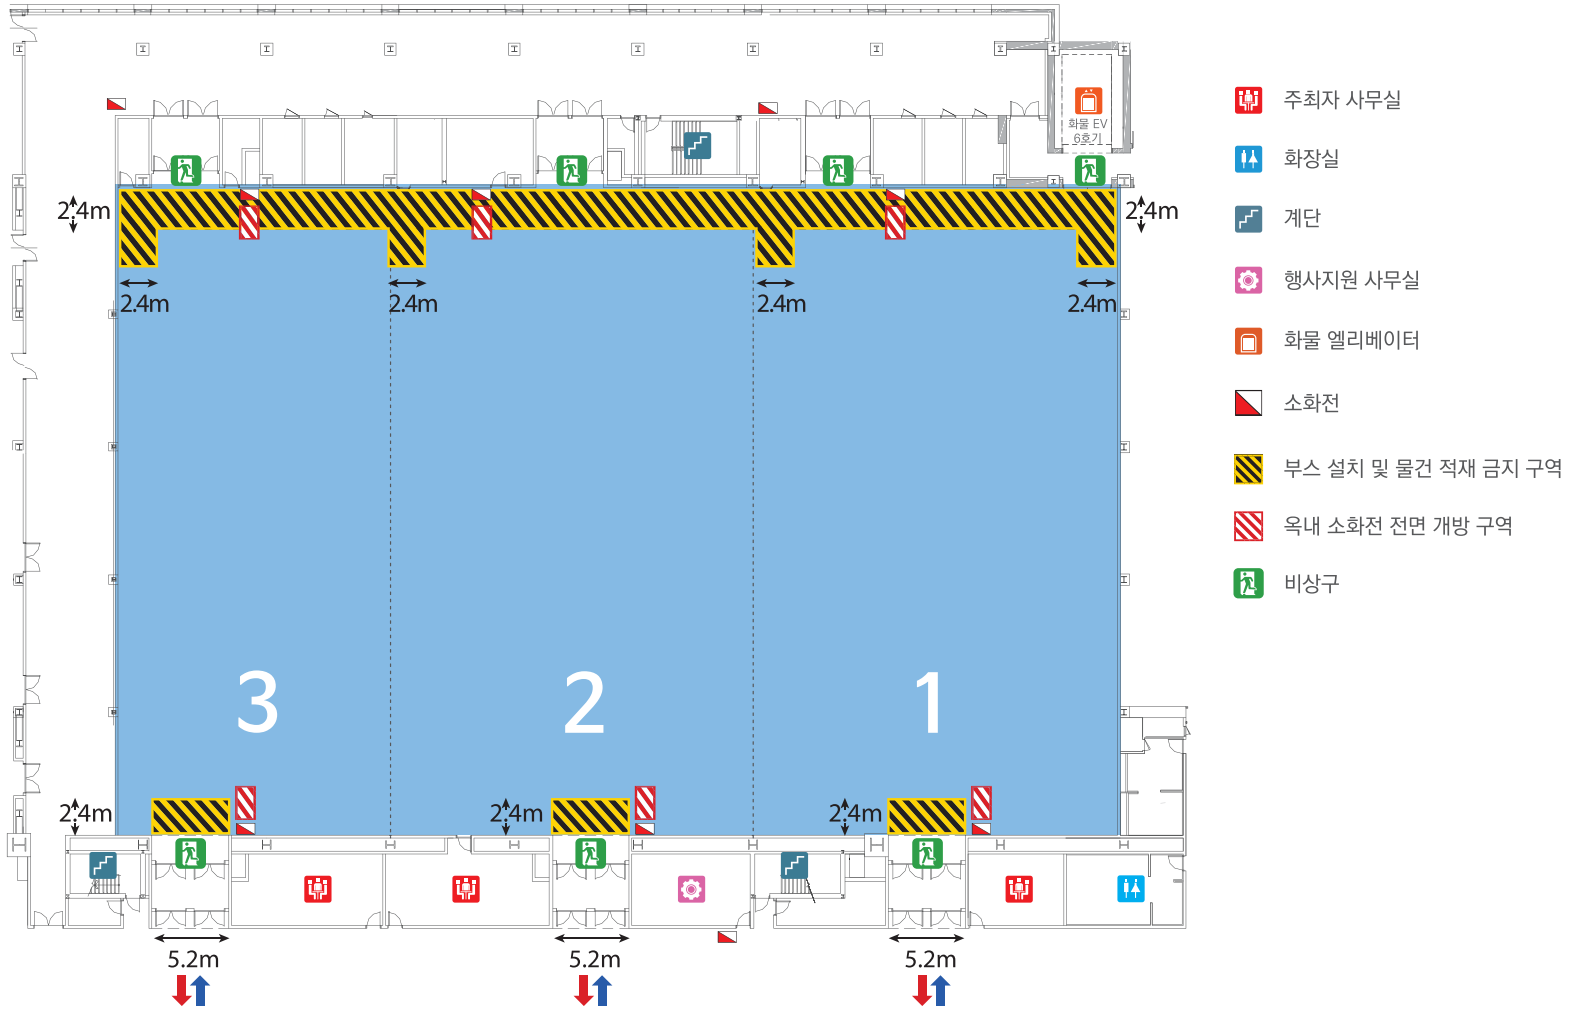 화물 EV
6호기
2.4m
2.4m
2.4m
2.4m
2.4m
2.4m
3
2
1
2.4m
2.4m
2.4m
5.2m
5.2m
5.2m
주최자 사무실
화장실
계단
행사지원 사무실
화물 엘리베이터
소화전
부스 설치 및 물건 적재 금지 구역
옥내 소화전 전면 개방 구역
비상구